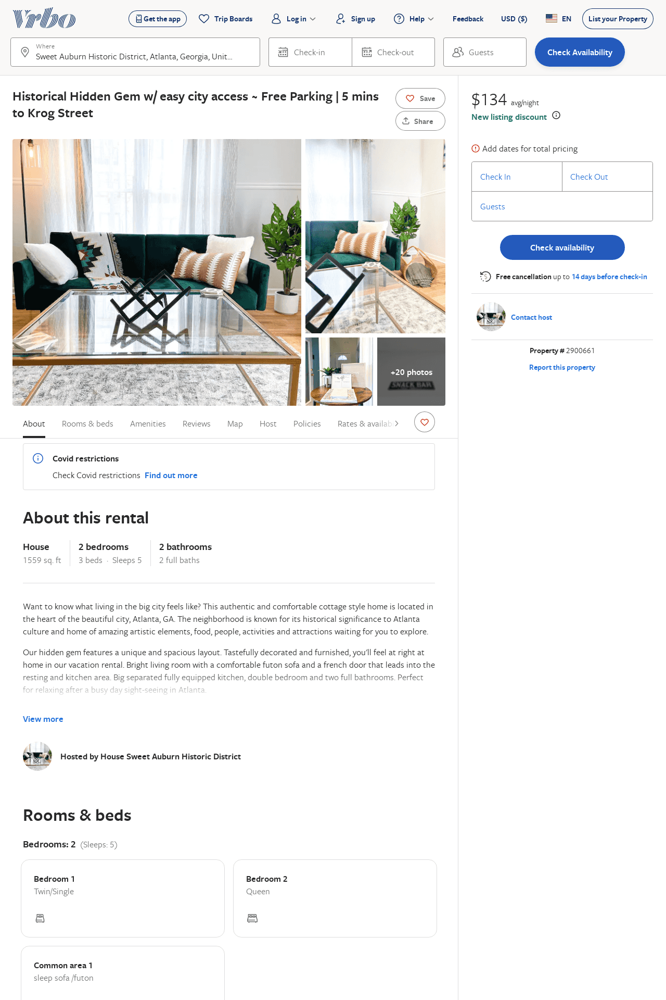 Vrbo
Get the app
Trip Boards
Log in
Sign up
Help
Feedback
USD ($)
EN
List your Property
Where
Sweet Auburn Historic District, Atlanta, Georgia, Unit...
Check-in
Check-out
Guests
Check Availability
Historical Hidden Gem w/ easy city access ~ Free Parking | 5 mins
to Krog Street
Save
Share
$134 avg/night
New listing discount
Add dates for total pricing
Check In
Check Out
Guests
Check availability
Free cancellation up to 14 days before check-in
Contact host
Property # 2900661
Report this property
+20 photos
SNACK BAR
About
Rooms & beds
Amenities
Reviews
Map
Host
Policies
Rates & availab
Covid restrictions
Check Covid restrictions Find out more
About this rental
House
1559 sq. ft
2 bedrooms
3 beds · Sleeps 5
2 bathrooms
2 full baths
Want to know what living in the big city feels like? This authentic and comfortable cottage style home is located in
the heart of the beautiful city, Atlanta, GA. The neighborhood is known for its historical significance to Atlanta
culture and home of amazing artistic elements, food, people, activities and attractions waiting for you to explore.
Our hidden gem features a unique and spacious layout. Tastefully decorated and furnished, you'll feel at right at
home in our vacation rental. Bright living room with a comfortable futon sofa and a french door that leads into the
resting and kitchen area. Big separated fully equipped kitchen, double bedroom and two full bathrooms. Perfect
for relaxing after a busy day sight-seeing in Atlanta.
View more
Hosted by House Sweet Auburn Historic District
Rooms & beds
Bedrooms: 2 (Sleeps: 5)
Bedroom 1
Twin/Single
Bedroom 2
Queen
Common area 1
sleep sofa /futon